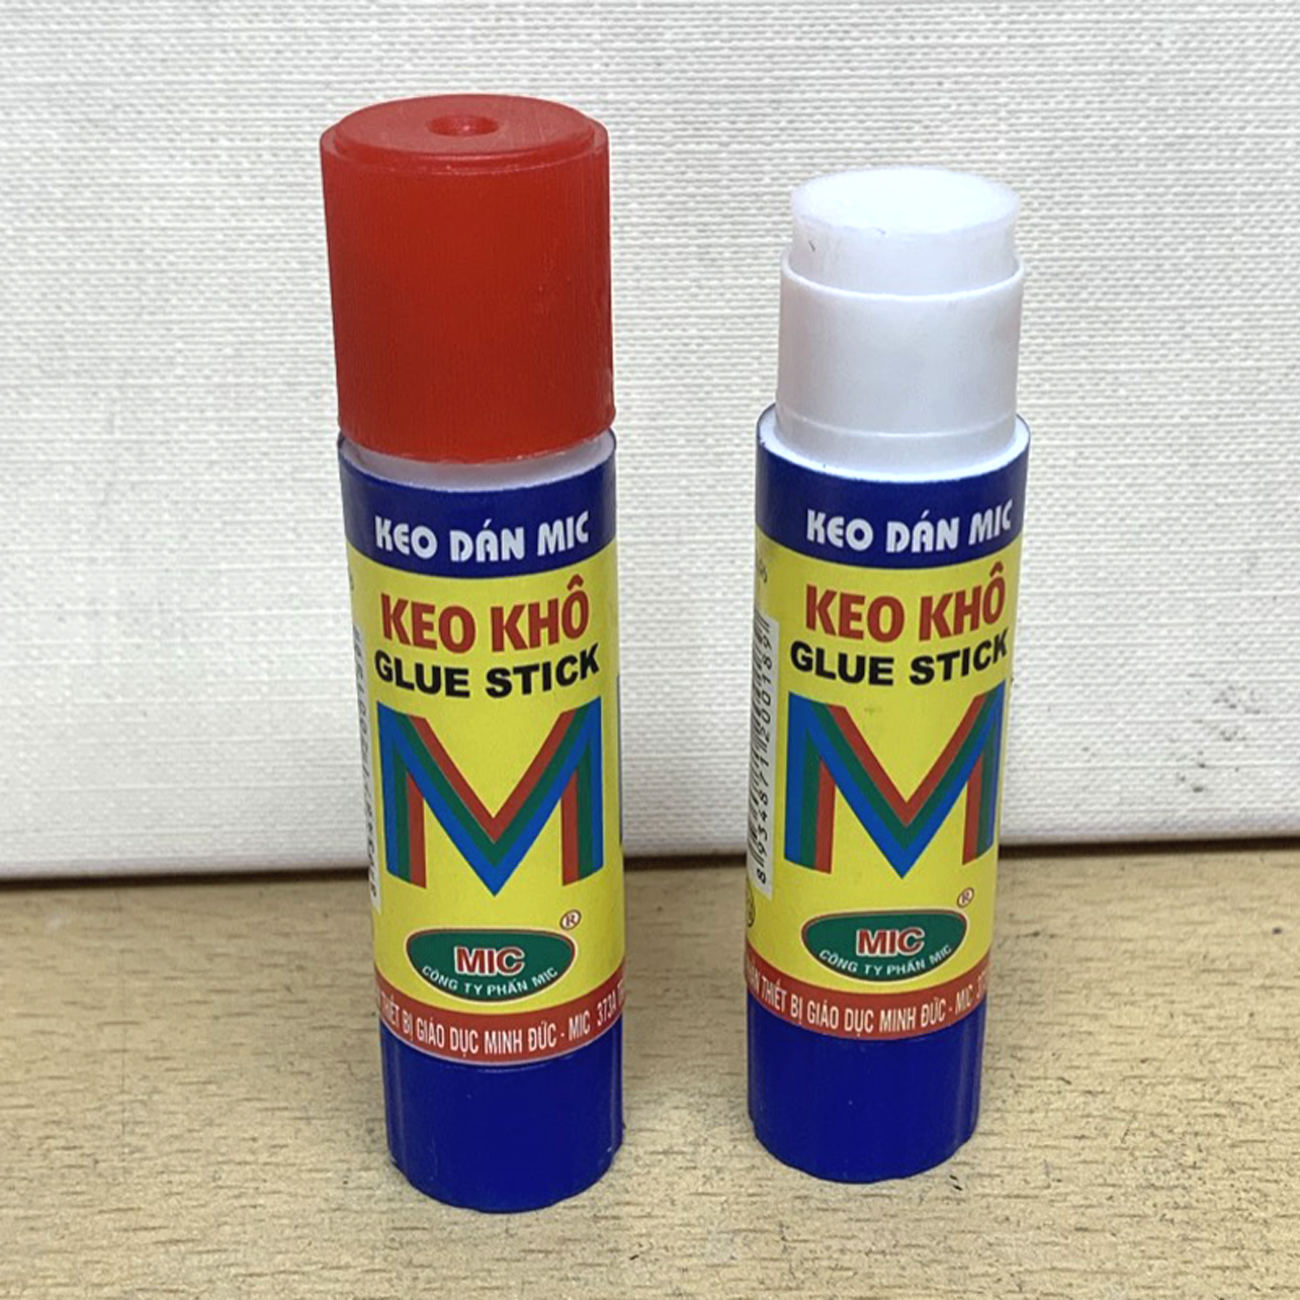 KEO DÁN MIC
KEO KHÔ
GLUE STICK
M
®
MIC
CÔNG TY PHẤN MIC
THIẾT BỊ GIÁO DỤC MINH ĐỨC - MIC 373A
KEO DÁN MIC
KEO KHÔ
GLUE STICK
M
8934871200189
®
MIC
CÔNG TY PHẤN MIC
THIẾT BỊ GIÁO DỤC MINH ĐỨC - MIC